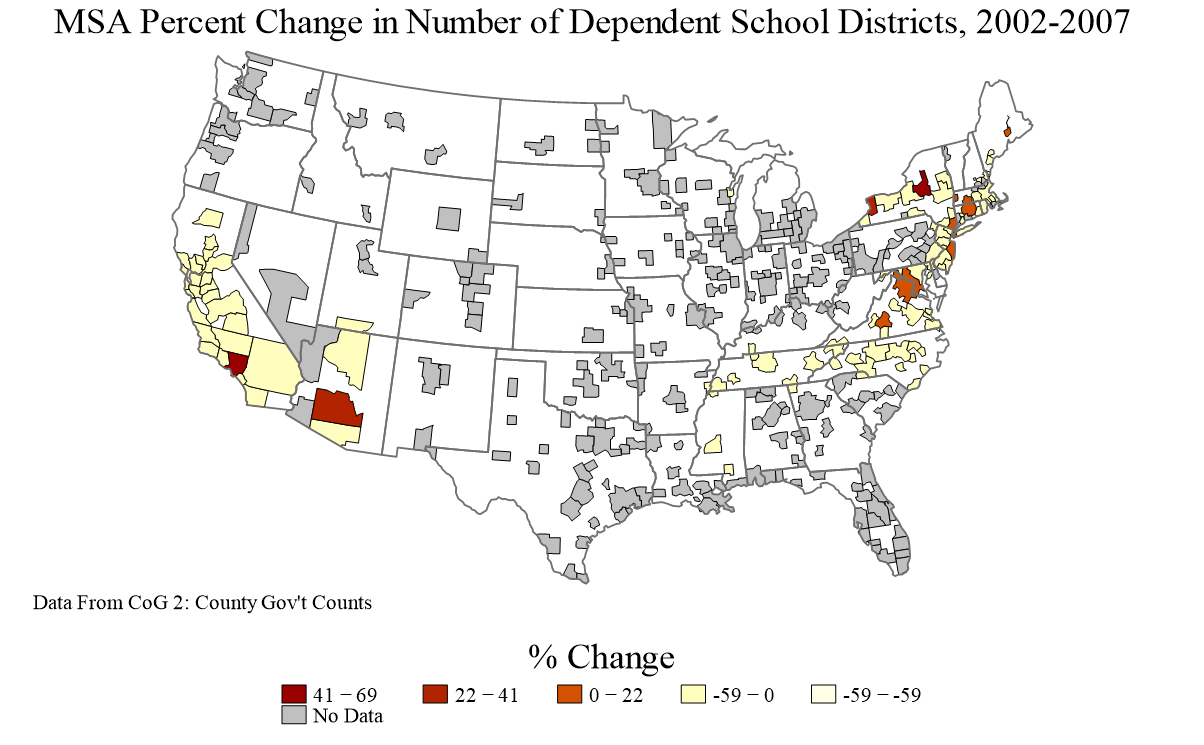 MSA Percent Change in Number of Dependent School Districts, 2002-2007
Data From CoG 2: County Gov't Counts
% Change
41 – 69
22 – 41
0 – 22
-59 – 0
-59 – -59
No Data